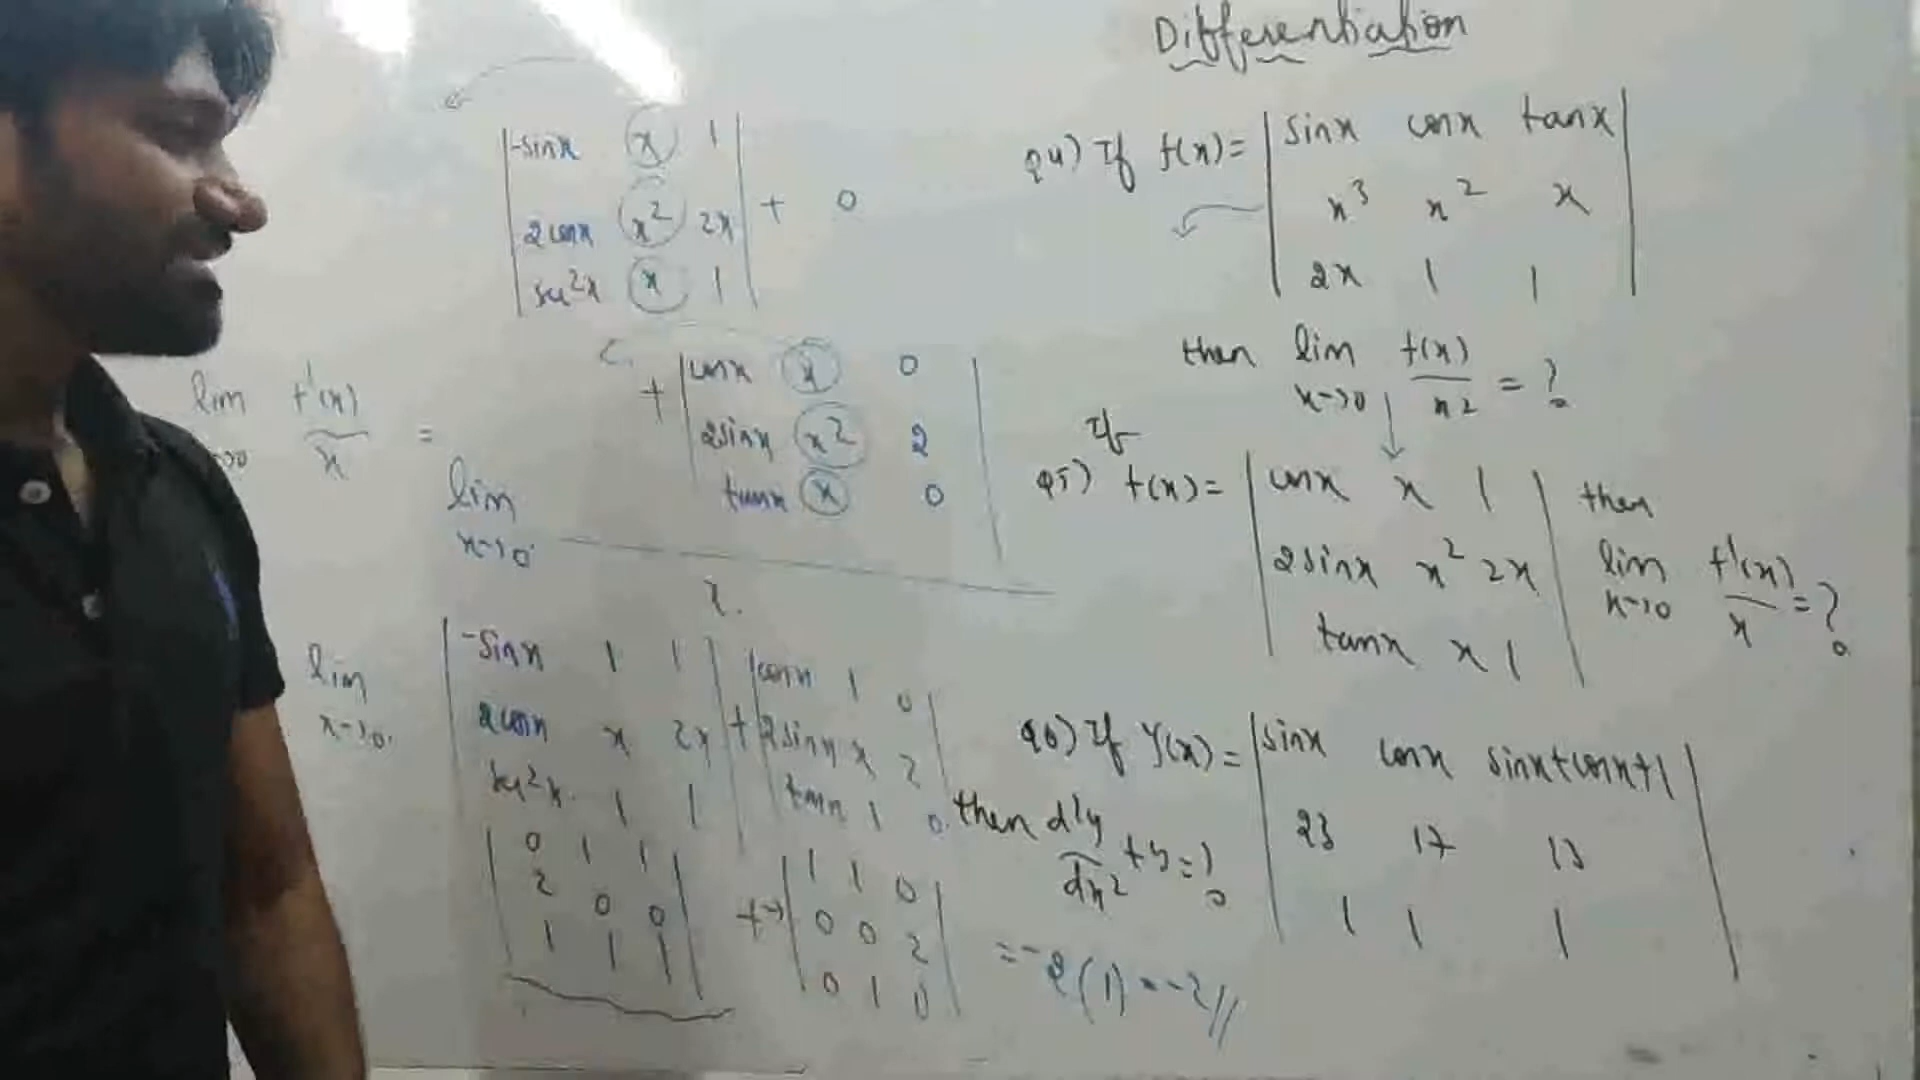 Differentiation
Q4) If f(x) = | sinx cosx tanx |
| x³ x² x |
| 2x 1 1 |
then lim x→0 f(x)/x² = ?
If
Q5) f(x) = | cosx x 1 | then
| 2sinx x² 2x | lim x→0 f'(x)/x = ?
| tanx x 1 |
Q6) If y(x) = | sinx cosx sinx+cosx+1 |
| 23 17 13 |
| 1 1 1 |
then d²y/dx² + y = ?
| -sinx x 1 |
| 2cosx x² 2x | + 0
| sec²x x 1 |
lim x→0 f'(x)/x =
+ | cosx x 0 |
| 2sinx x² 2 |
| tanx x 0 |
lim x→0
x.
lim x→0. | -sinx 1 1 | + | cosx 1 0 |
| 2cosx x 2x | | 2sinx x 2 |
| sec²x 1 1 | | tanx 1 0 |
| 0 1 1 | +→ | 1 1 0 |
| 2 0 0 | | 0 0 2 |
| 1 1 1 | | 0 1 0 |
= -2(1) = -2//